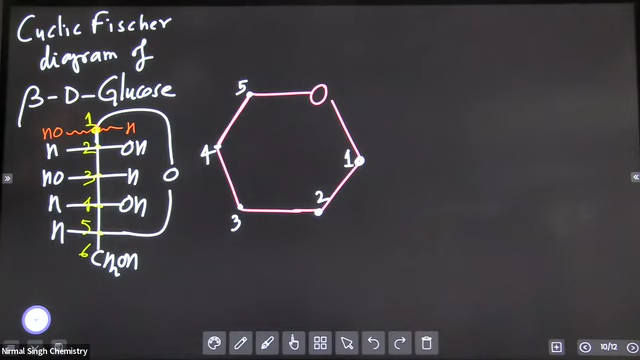 Cyclic Fischer
diagram of
β-D-Glucose
1
HO H
H 2 OH
HO 3 H
H 4 OH
H 5
O
6 CH2OH
5 O
4 1
3 2
Nirmal Singh Chemistry
10/12